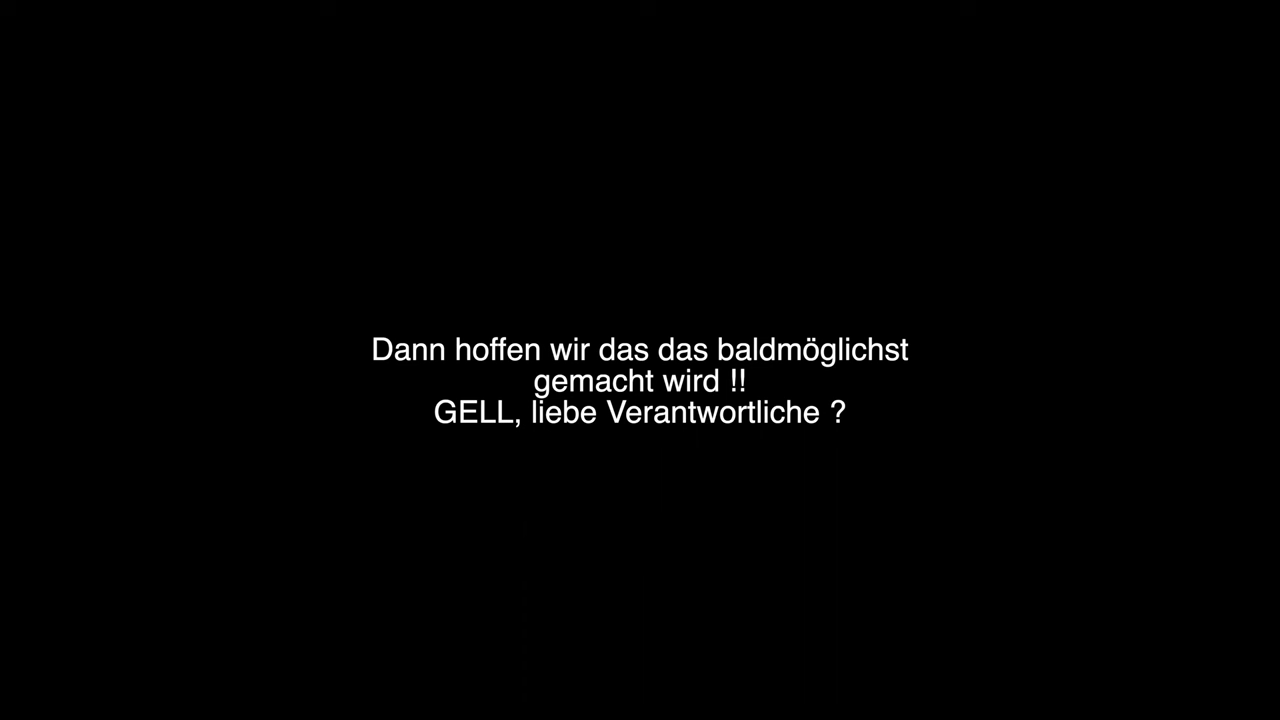 Dann hoffen wir das das baldmöglichst
gemacht wird !!
GELL, liebe Verantwortliche ?